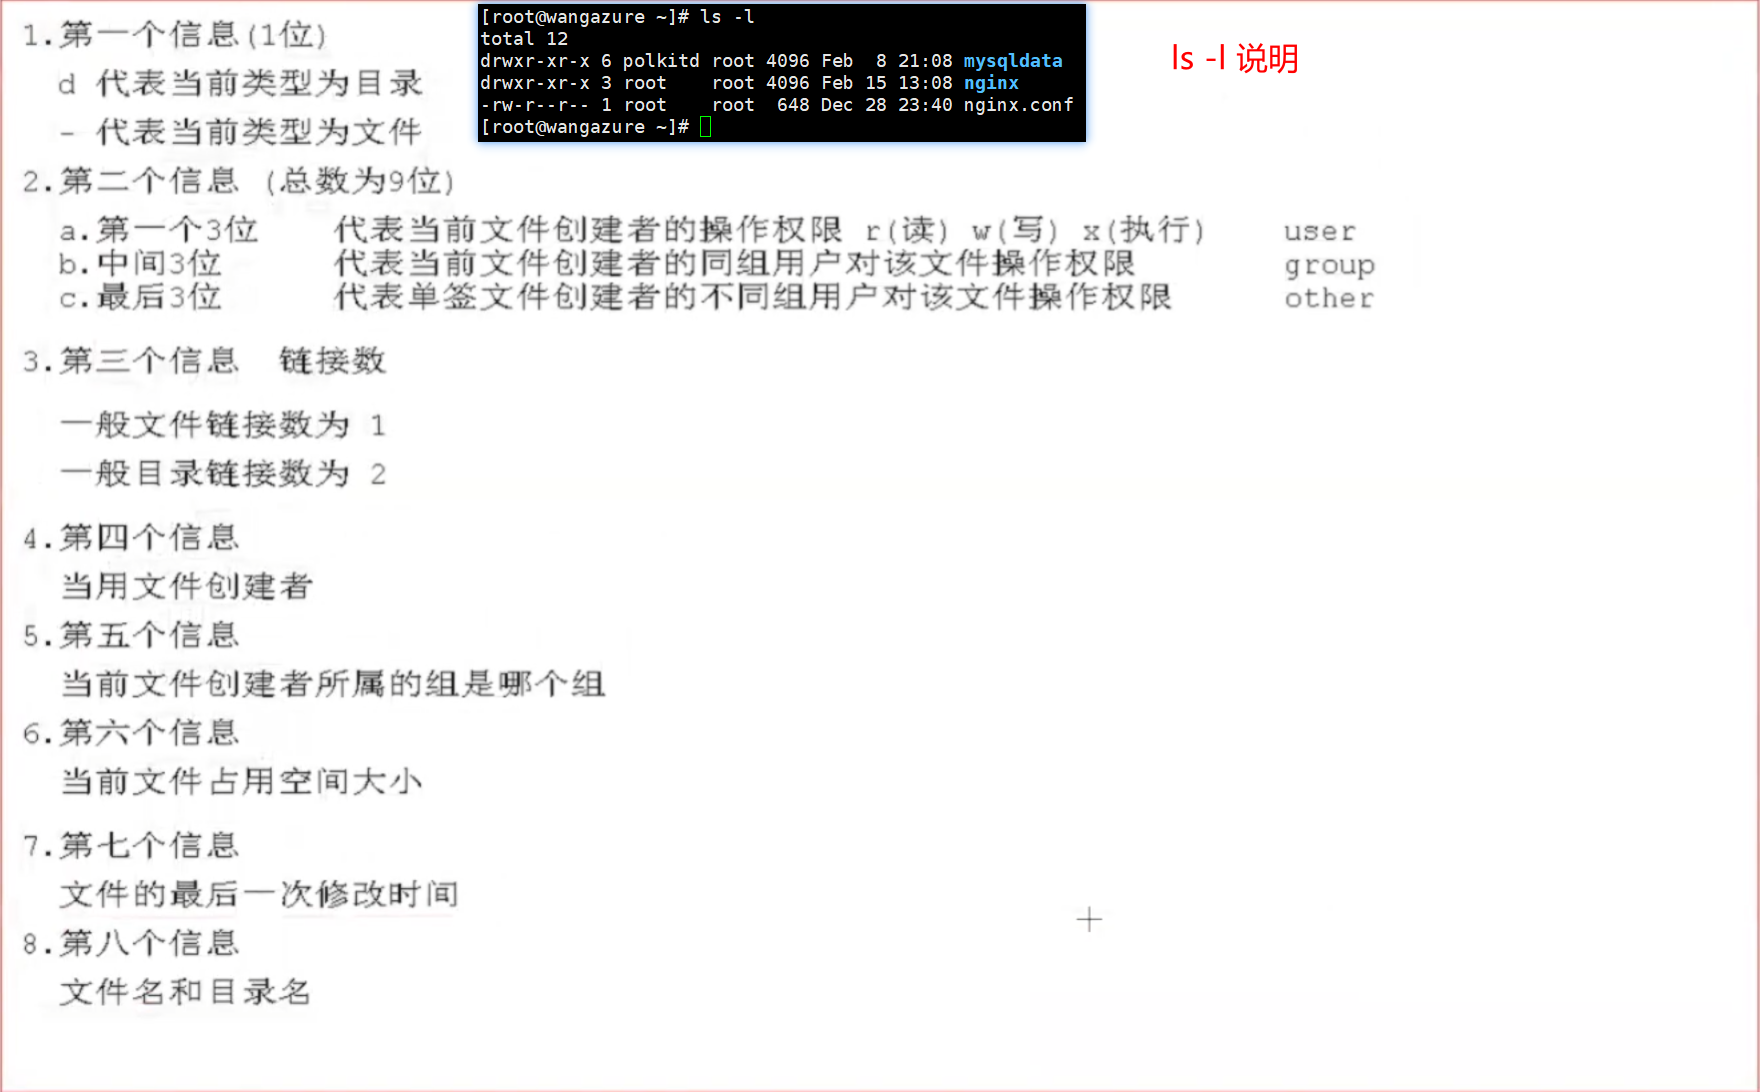 [root@wangazure ~]# ls -l
total 12
drwxr-xr-x 6 polkitd root 4096 Feb  8 21:08 mysqldata
drwxr-xr-x 3 root    root 4096 Feb 15 13:08 nginx
-rw-r--r-- 1 root    root  648 Dec 28 23:40 nginx.conf
[root@wangazure ~]#
ls -l 说明
1.第一个信息(1位)
d 代表当前类型为目录
- 代表当前类型为文件
2.第二个信息 (总数为9位)
a.第一个3位 代表当前文件创建者的操作权限 r(读) w(写) x(执行) user
b.中间3位 代表当前文件创建者的同组用户对该文件操作权限 group
c.最后3位 代表单签文件创建者的不同组用户对该文件操作权限 other
3.第三个信息 链接数
一般文件链接数为 1
一般目录链接数为 2
4.第四个信息
当用文件创建者
5.第五个信息
当前文件创建者所属的组是哪个组
6.第六个信息
当前文件占用空间大小
7.第七个信息
文件的最后一次修改时间
8.第八个信息
文件名和目录名